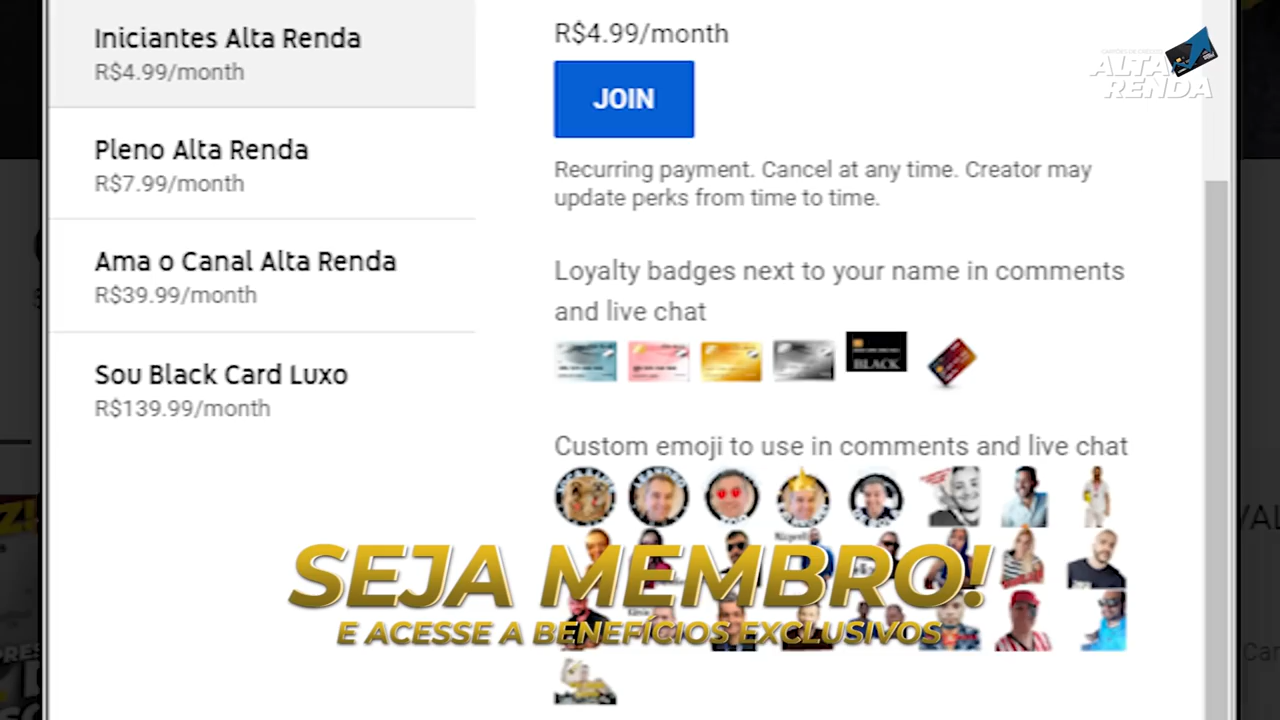 Iniciantes Alta Renda
R$4.99/month
Pleno Alta Renda
R$7.99/month
Ama o Canal Alta Renda
R$39.99/month
Sou Black Card Luxo
R$139.99/month
R$4.99/month
JOIN
Recurring payment. Cancel at any time. Creator may
update perks from time to time.
Loyalty badges next to your name in comments
and live chat
BLACK
Custom emoji to use in comments and live chat
SEJA MEMBRO!
E ACESSE A BENEFÍCIOS EXCLUSIVOS
ALTA
RENDA